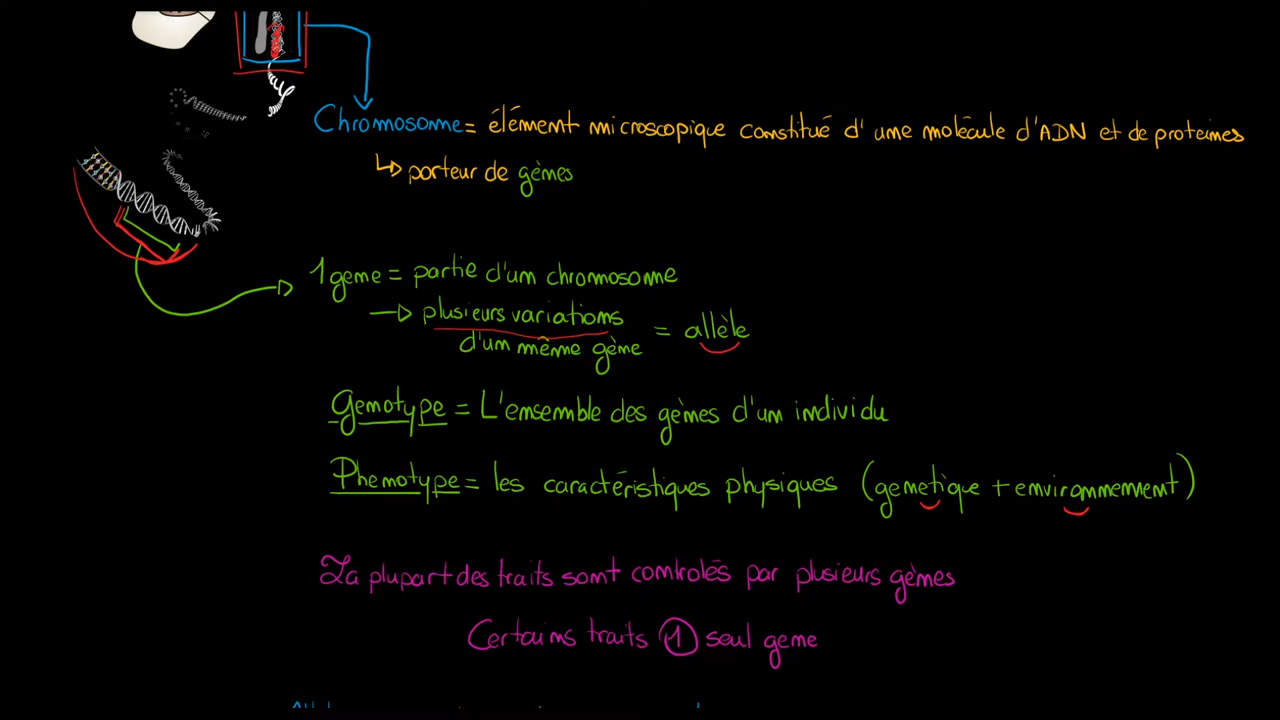 Chromosome = élément microscopique constitué d'une molécule d'ADN et de proteines
↳ porteur de gènes
1 gene = partie d'un chromosome
→ plusieurs variations
d'un même gène = allèle
Genotype = L'ensemble des gènes d'un individu
Phenotype = les caractéristiques physiques (genetique + environnement)
La plupart des traits sont controlés par plusieurs gènes
Certains traits 1 seul gene